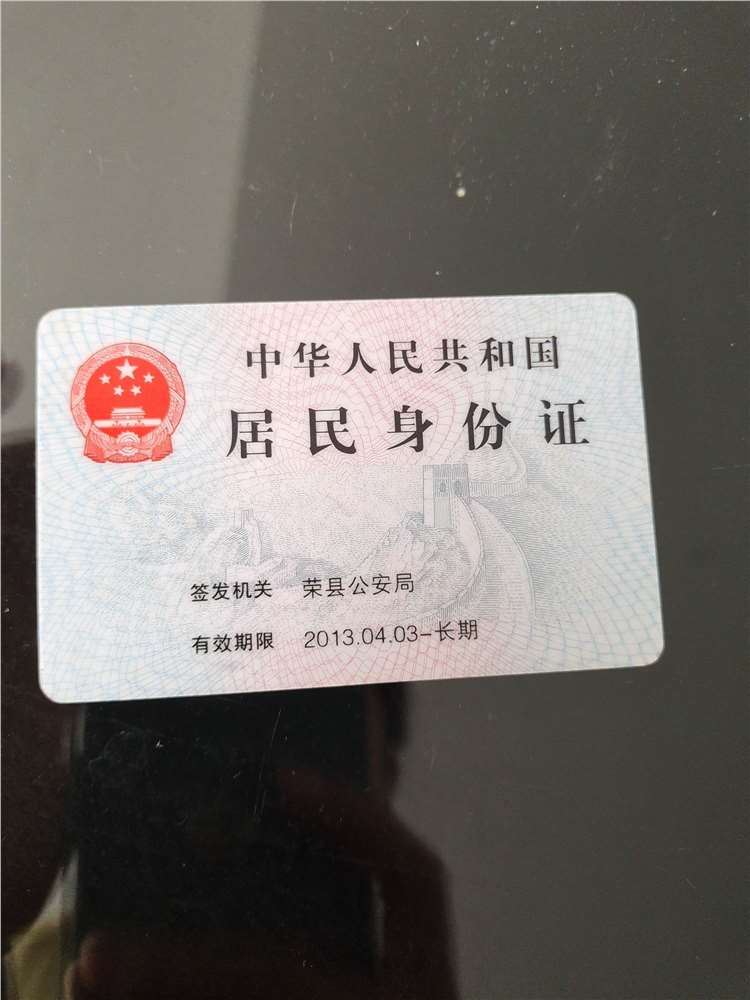 中华人民共和国
居民身份证
签发机关 荣县公安局
有效期限 2013.04.03-长期